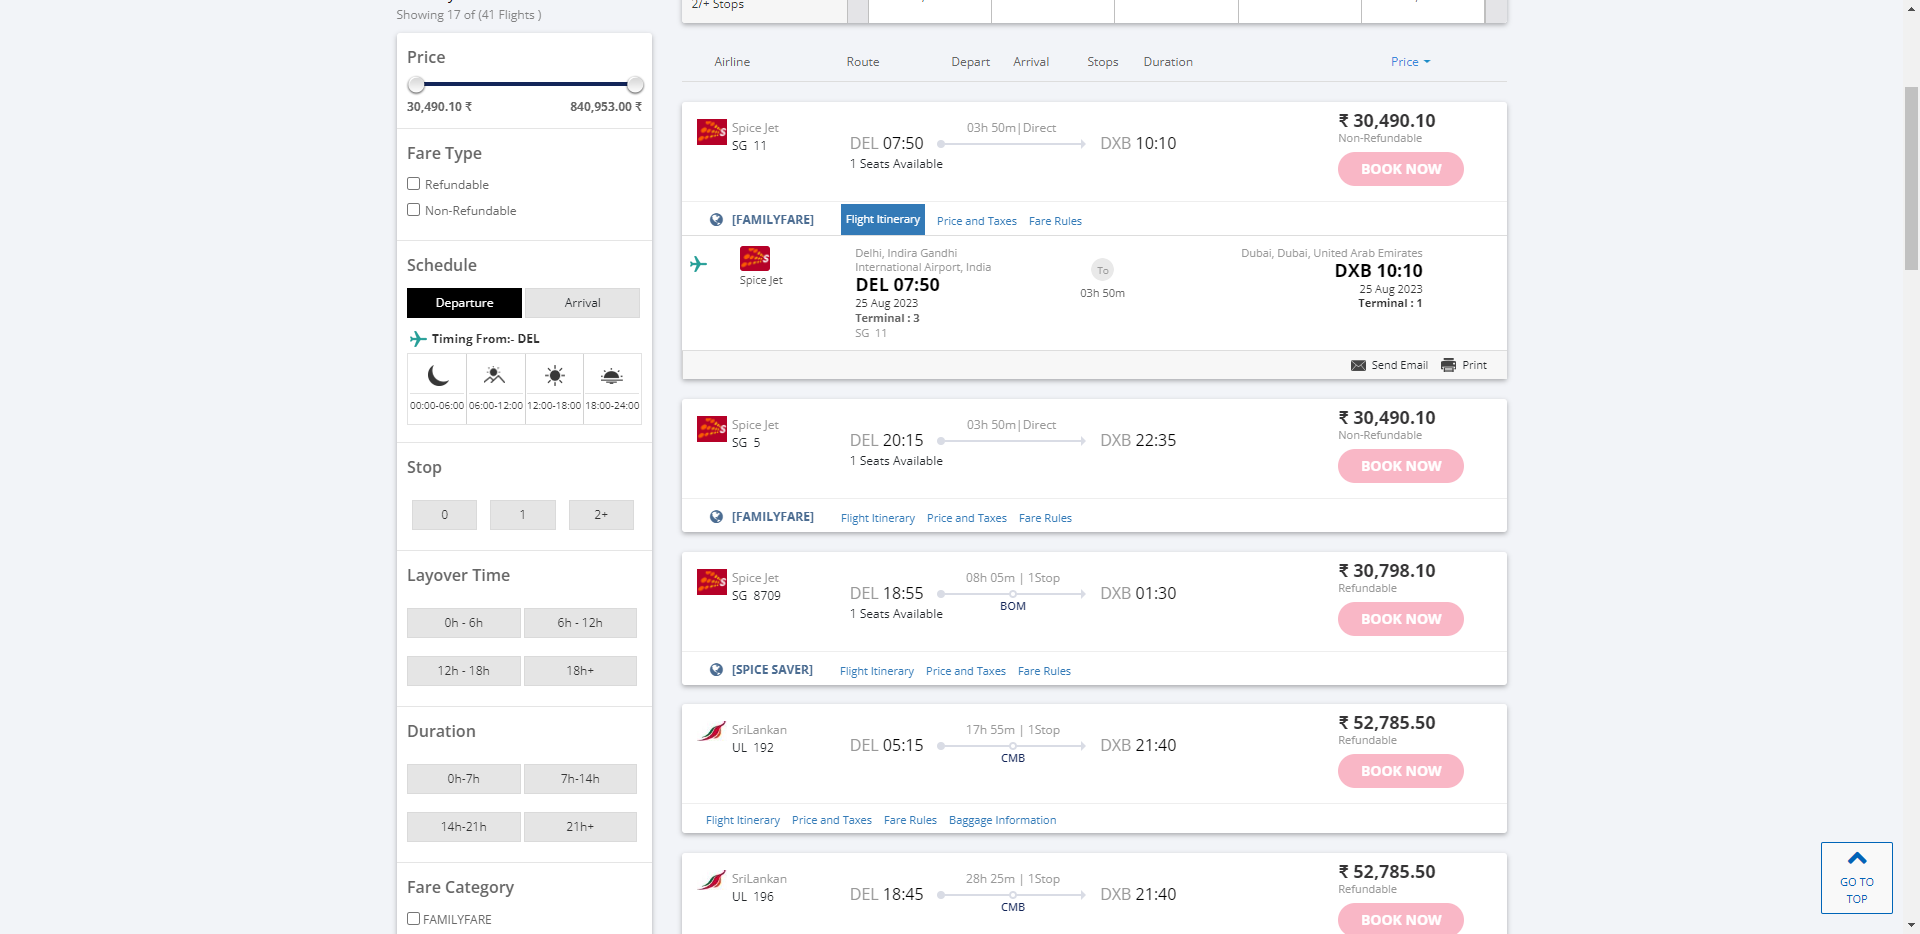 Showing 17 of (41 Flights )
Price
30,490.10 ₹ 840,953.00 ₹
Fare Type
Refundable
Non-Refundable
Schedule
Departure Arrival
Timing From:- DEL
00:00-06:00 06:00-12:00 12:00-18:00 18:00-24:00
Stop
0 1 2+
Layover Time
0h - 6h 6h - 12h
12h - 18h 18h+
Duration
0h-7h 7h-14h
14h-21h 21h+
Fare Category
FAMILYFARE
2/+ Stops
Airline Route Depart Arrival Stops Duration Price
Spice Jet
SG 11
DEL 07:50
1 Seats Available
03h 50m|Direct
DXB 10:10
₹ 30,490.10
Non-Refundable
BOOK NOW
[FAMILYFARE] Flight Itinerary Price and Taxes Fare Rules
Spice Jet
Delhi, Indira Gandhi
International Airport, India
DEL 07:50
25 Aug 2023
Terminal : 3
SG 11
To
03h 50m
Dubai, Dubai, United Arab Emirates
DXB 10:10
25 Aug 2023
Terminal : 1
Send Email Print
Spice Jet
SG 5
DEL 20:15
1 Seats Available
03h 50m|Direct
DXB 22:35
₹ 30,490.10
Non-Refundable
BOOK NOW
[FAMILYFARE] Flight Itinerary Price and Taxes Fare Rules
Spice Jet
SG 8709
DEL 18:55
1 Seats Available
08h 05m | 1Stop
BOM
DXB 01:30
₹ 30,798.10
Refundable
BOOK NOW
[SPICE SAVER] Flight Itinerary Price and Taxes Fare Rules
SriLankan
UL 192
DEL 05:15
17h 55m | 1Stop
CMB
DXB 21:40
₹ 52,785.50
Refundable
BOOK NOW
Flight Itinerary Price and Taxes Fare Rules Baggage Information
SriLankan
UL 196
DEL 18:45
28h 25m | 1Stop
CMB
DXB 21:40
₹ 52,785.50
Refundable
BOOK NOW
GO TO
TOP